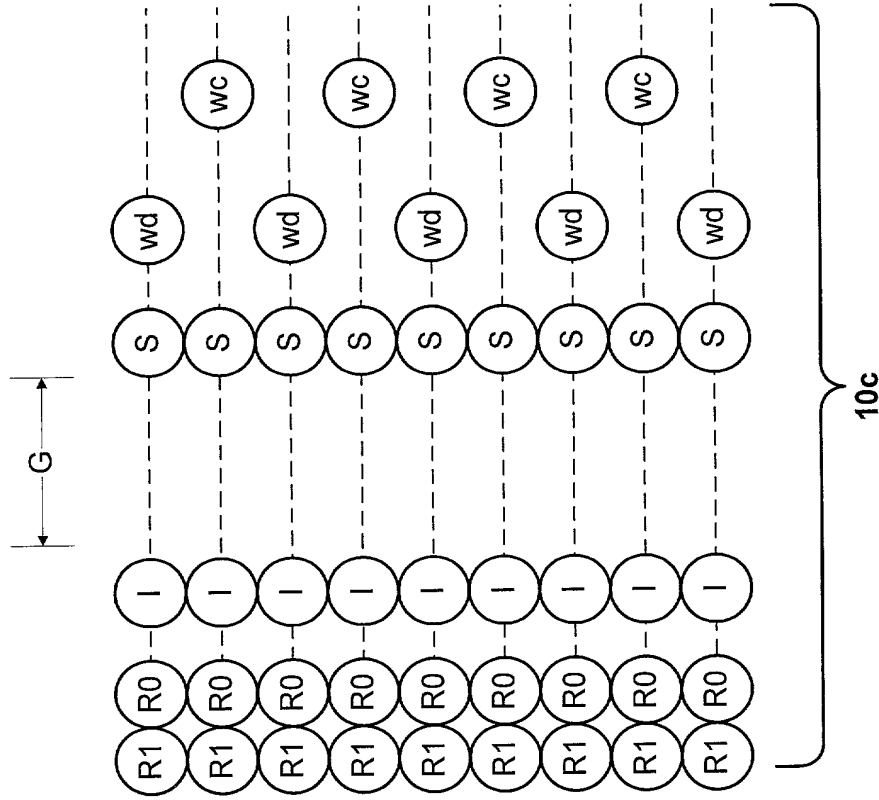 R1 R1 R1 R1 R1 R1 R1 R1 R1
R0 R0 R0 R0 R0 R0 R0 R0 R0
I I I I I I I I I
G
10c
S S S S S S S S S
wd wd wd wd wd
wc wc wc wc